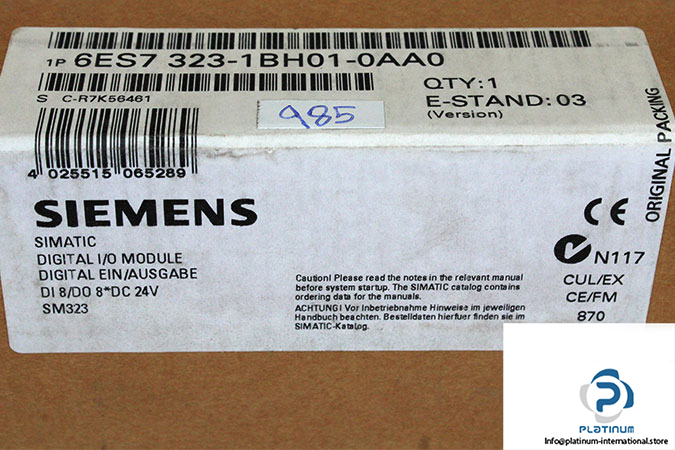 1P 6ES7 323-1BH01-0AA0
S C-R7K56461
QTY:1
E-STAND:03
(Version)
985
4 025515 065289
SIEMENS
SIMATIC
DIGITAL I/O MODULE
DIGITAL EIN/AUSGABE
DI 8/DO 8*DC 24V
SM323
Caution! Please read the notes in the relevant manual
before system startup. The SIMATIC catalog contains
ordering data for the manuals.
ACHTUNG! Vor Inbetriebnahme Hinweise im jeweiligen
Handbuch beachten. Bestelldaten hierfuer finden sie im
SIMATIC-Katalog.
CE
N117
CUL/EX
CE/FM
870
ORIGINAL PACKING
PLATINUM
Info@platinum-international.store